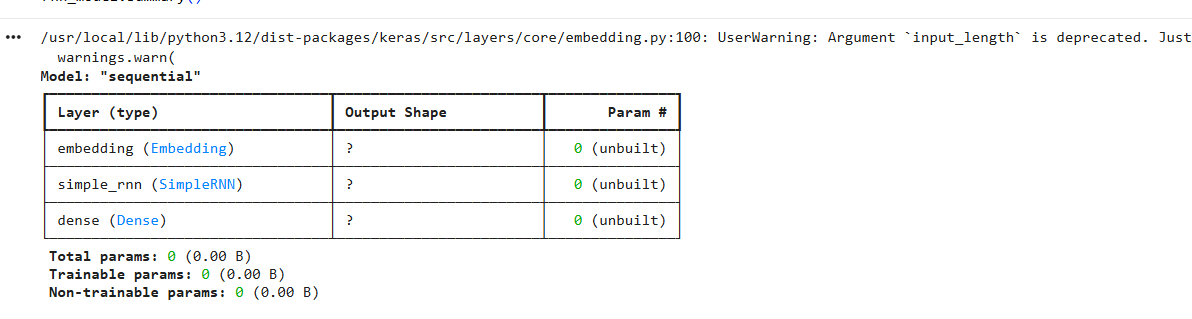 ••• /usr/local/lib/python3.12/dist-packages/keras/src/layers/core/embedding.py:100: UserWarning: Argument `input_length` is deprecated. Just
warnings.warn(
Model: "sequential"
Layer (type) Output Shape Param #
embedding (Embedding) ? 0 (unbuilt)
simple_rnn (SimpleRNN) ? 0 (unbuilt)
dense (Dense) ? 0 (unbuilt)
Total params: 0 (0.00 B)
Trainable params: 0 (0.00 B)
Non-trainable params: 0 (0.00 B)